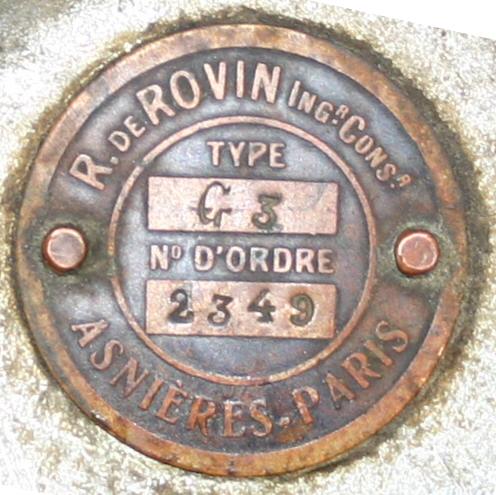 R. DE ROVIN ING.R CONS.R
TYPE
G 3
No D'ORDRE
2349
ASNIÈRES-PARIS